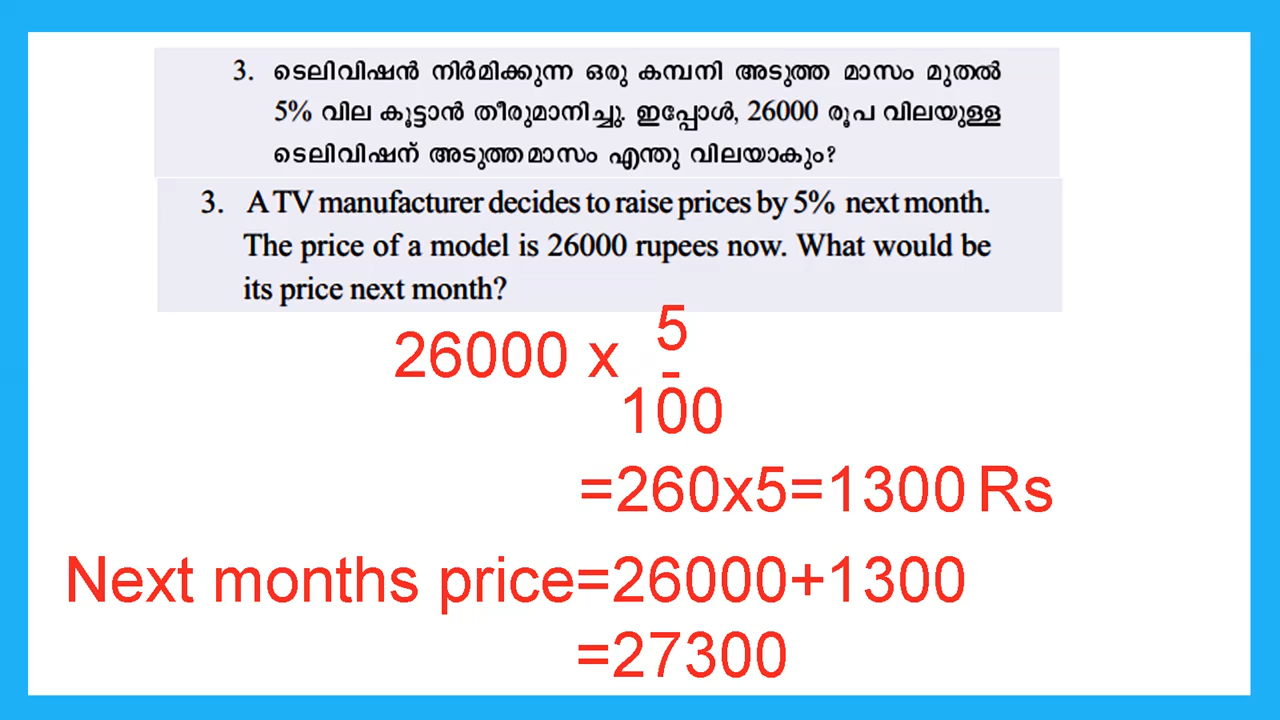 3. ടെലിവിഷൻ നിർമിക്കുന്ന ഒരു കമ്പനി അടുത്ത മാസം മുതൽ
5% വില കൂട്ടാൻ തീരുമാനിച്ചു. ഇപ്പോൾ, 26000 രൂപ വിലയുള്ള
ടെലിവിഷന് അടുത്തമാസം എന്തു വിലയാകും?
3. A TV manufacturer decides to raise prices by 5% next month.
The price of a model is 26000 rupees now. What would be
its price next month?
5
26000 x -
100
=260x5=1300 Rs
Next months price=26000+1300
=27300